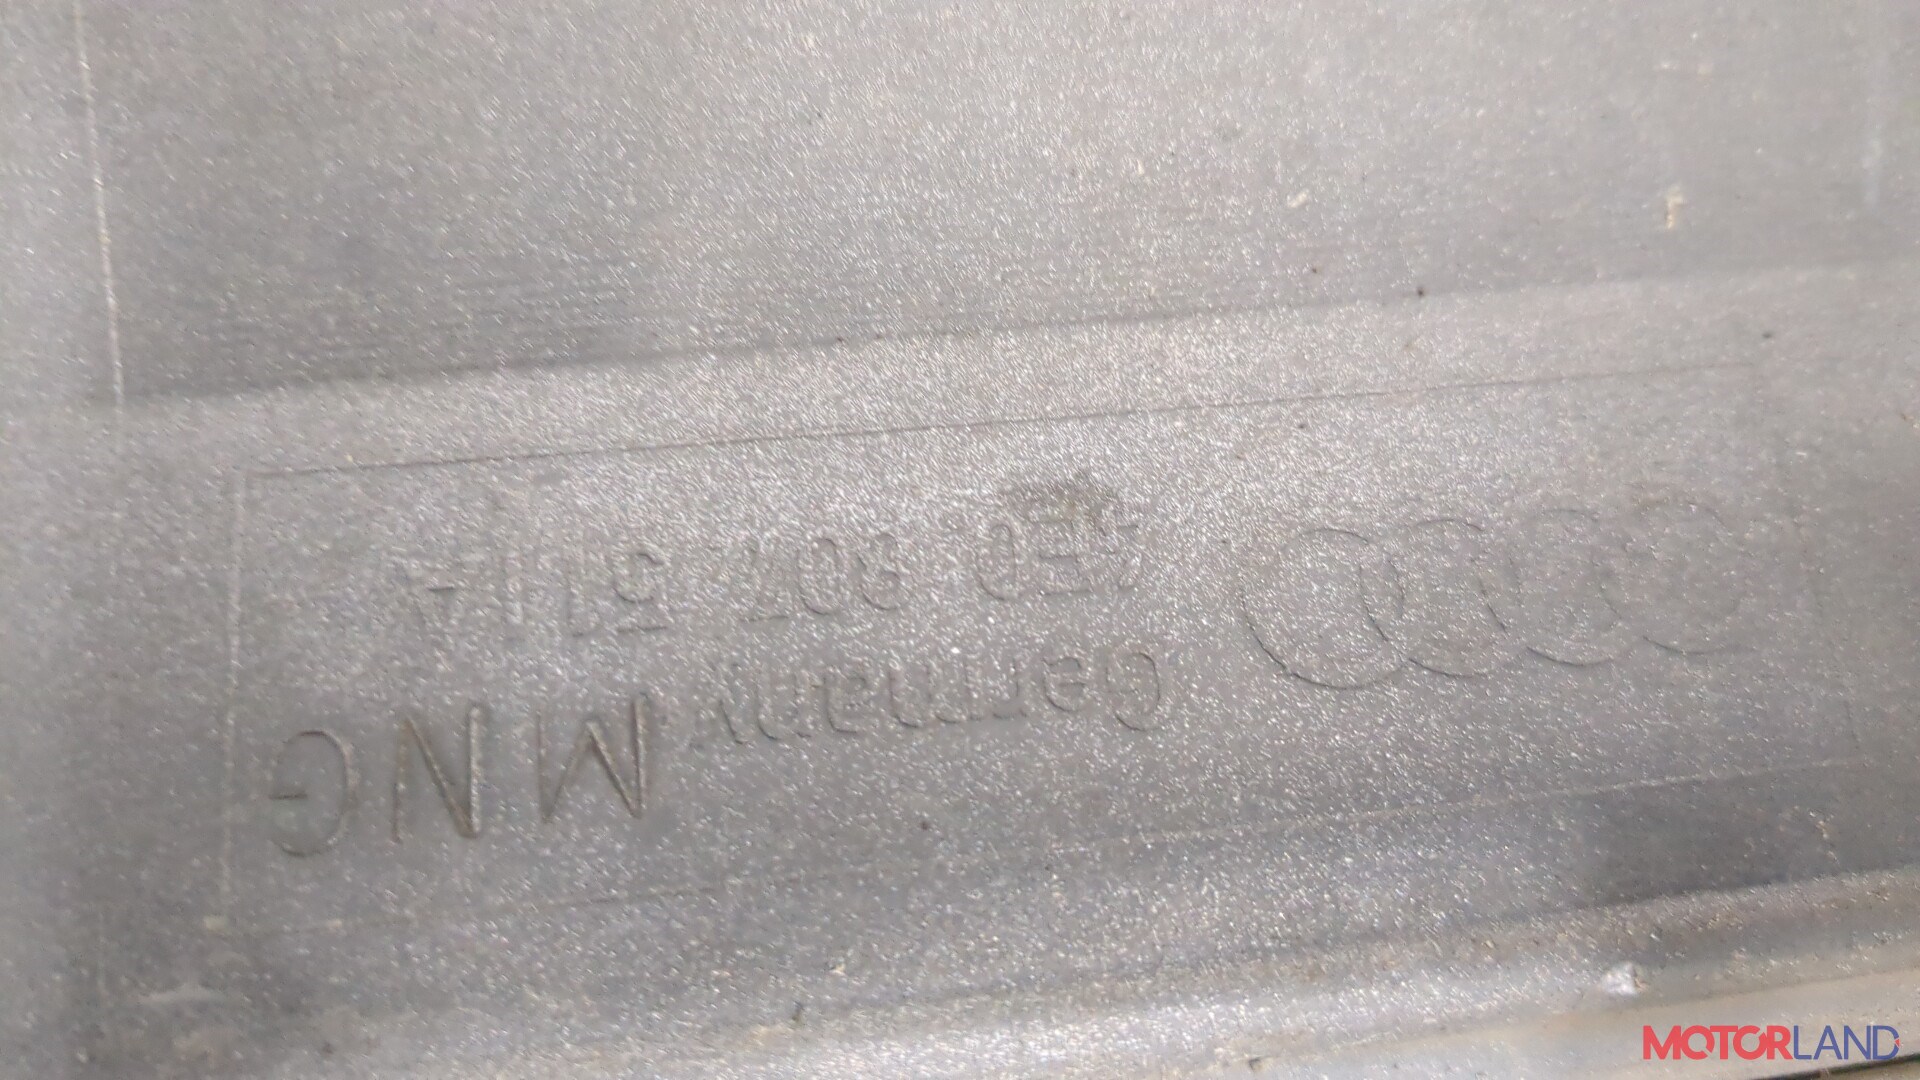 Germany MNG
4E0 807 511A
MOTORLAND